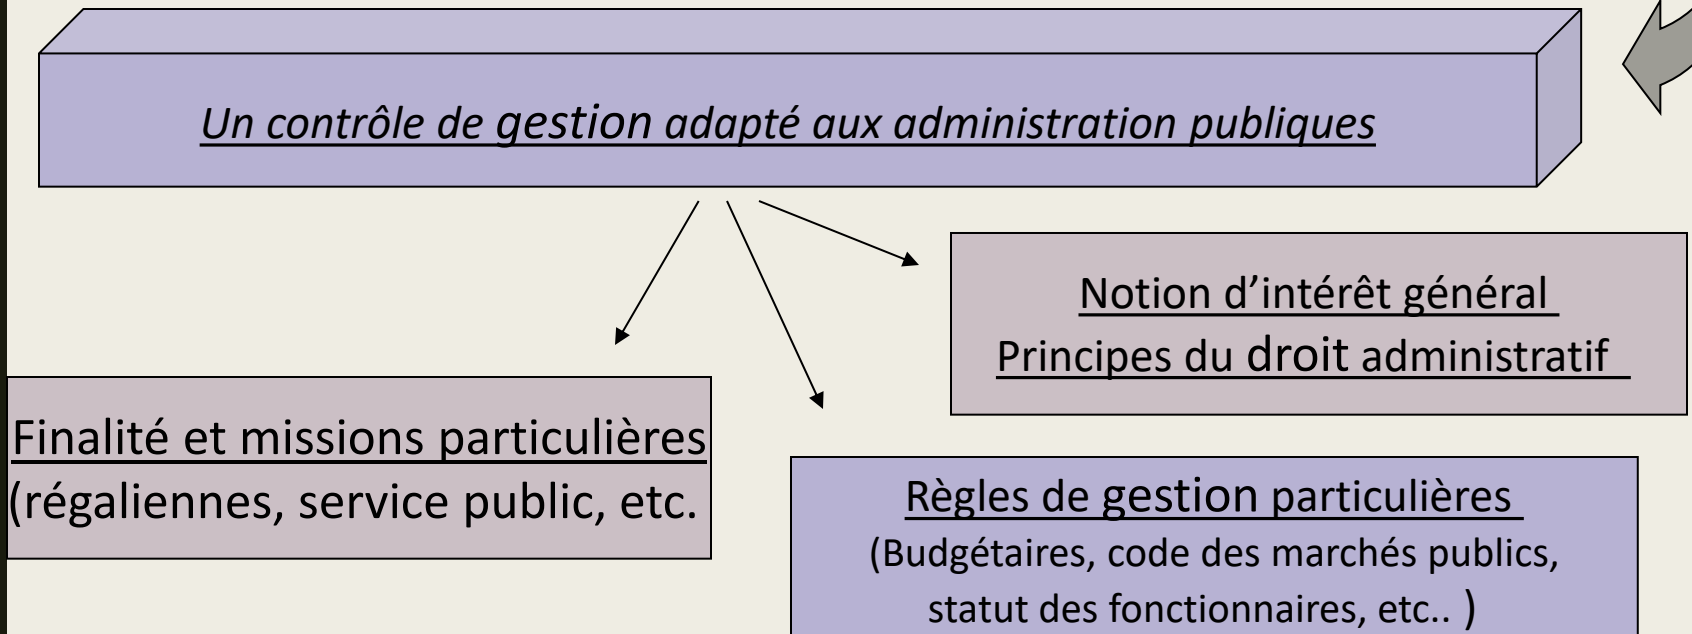 Un contrôle de gestion adapté aux administration publiques
Notion d’intérêt général
Principes du droit administratif
Finalité et missions particulières
(régaliennes, service public, etc.
Règles de gestion particulières
(Budgétaires, code des marchés publics,
statut des fonctionnaires, etc.. )